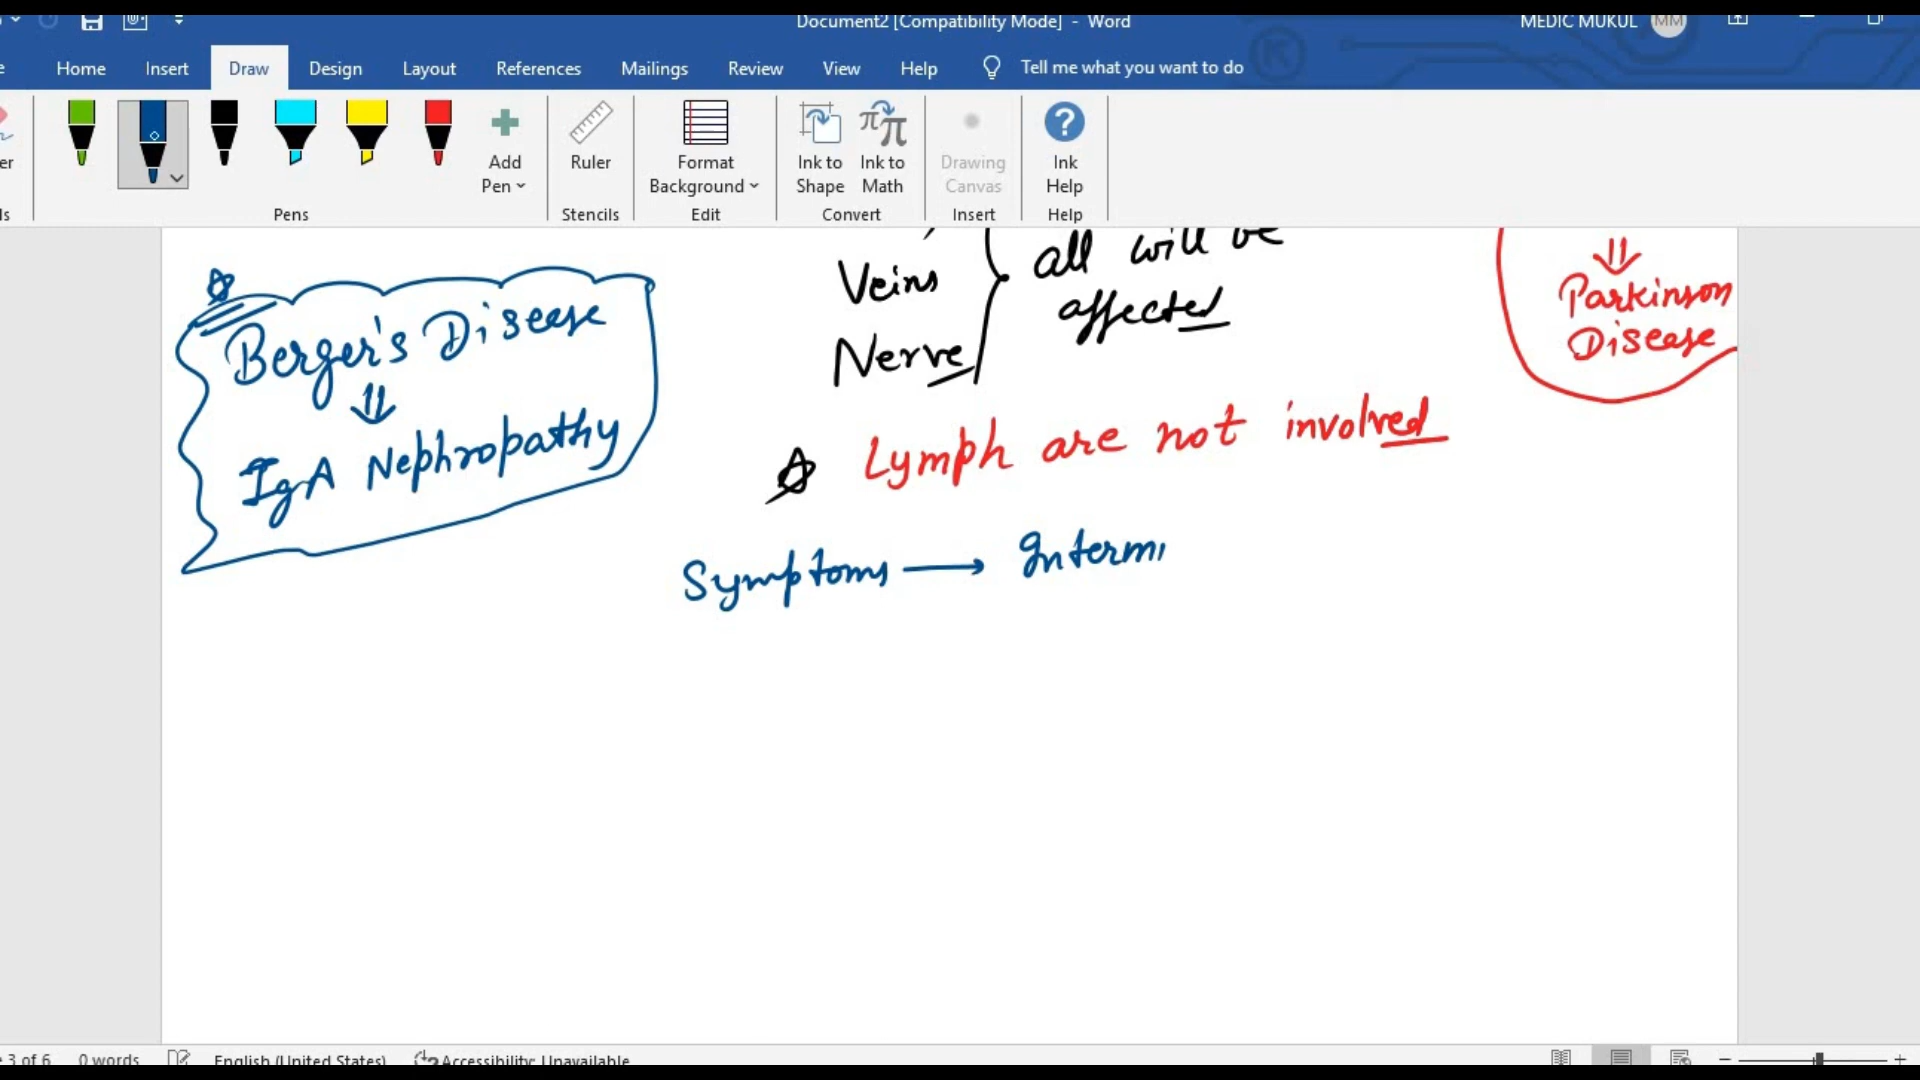 Document2 [Compatibility Mode] - Word
MEDIC MUKUL
MM
Home Insert Draw Design Layout References Mailings Review View Help Tell me what you want to do
Add Pen
Ruler
Format Background
Ink to Shape
Ink to Math
Drawing Canvas
Ink Help
Pens Stencils Edit Convert Insert Help
all will be
Veins
affected
Nerve
Parkinson
Disease
Berger's Disease
IgA Nephropathy
Lymph are not involved
Symptoms → Intermi
3 of 6 0 words English (United States) Accessibility: Unavailable